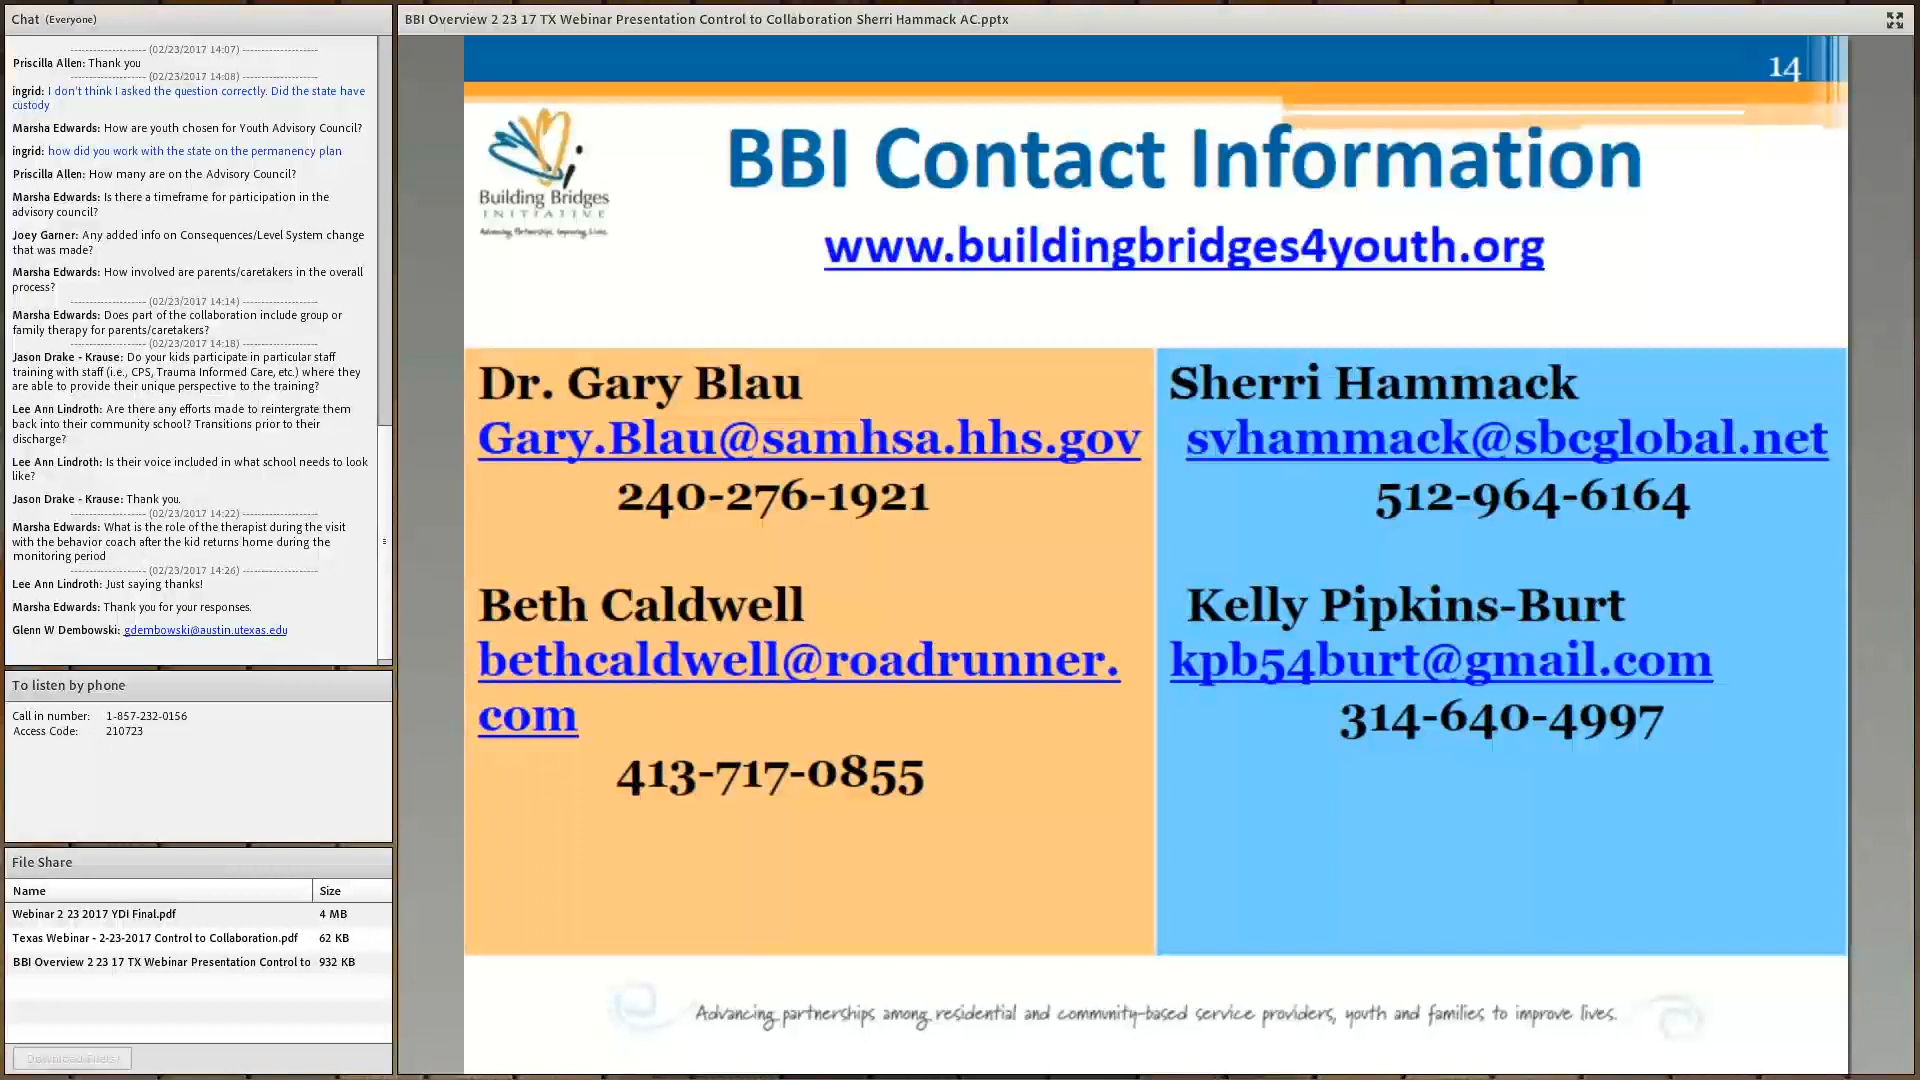 Chat (Everyone)
--------------------- (02/23/2017 14:07) ---------------------
Priscilla Allen: Thank you
--------------------- (02/23/2017 14:08) ---------------------
ingrid: I don't think I asked the question correctly. Did the state have
custody
Marsha Edwards: How are youth chosen for Youth Advisory Council?
ingrid: how did you work with the state on the permanency plan
Priscilla Allen: How many are on the Advisory Council?
Marsha Edwards: Is there a timeframe for participation in the
advisory council?
Joey Garner: Any added info on Consequences/Level System change
that was made?
Marsha Edwards: How involved are parents/caretakers in the overall
process?
--------------------- (02/23/2017 14:14) ---------------------
Marsha Edwards: Does part of the collaboration include group or
family therapy for parents/caretakers?
--------------------- (02/23/2017 14:18) ---------------------
Jason Drake - Krause: Do your kids participate in particular staff
training with staff (i.e., CPS, Trauma Informed Care, etc.) where they
are able to provide their unique perspective to the training?
Lee Ann Lindroth: Are there any efforts made to reintergrate them
back into their community school? Transitions prior to their
discharge?
Lee Ann Lindroth: Is their voice included in what school needs to look
like?
Jason Drake - Krause: Thank you.
--------------------- (02/23/2017 14:22) ---------------------
Marsha Edwards: What is the role of the therapist during the visit
with the behavior coach after the kid returns home during the
monitoring period
--------------------- (02/23/2017 14:26) ---------------------
Lee Ann Lindroth: Just saying thanks!
Marsha Edwards: Thank you for your responses.
Glenn W Dembowski: gdembowski@austin.utexas.edu
To listen by phone
Call in number: 1-857-232-0156
Access Code: 210723
File Share
Name Size
Webinar 2 23 2017 YDI Final.pdf 4 MB
Texas Webinar - 2-23-2017 Control to Collaboration.pdf 62 KB
BBI Overview 2 23 17 TX Webinar Presentation Control to 932 KB
Download File(s)
BBI Overview 2 23 17 TX Webinar Presentation Control to Collaboration Sherri Hammack AC.pptx
14
Building Bridges
INITIATIVE
Advancing Partnerships. Improving Lives.
BBI Contact Information
www.buildingbridges4youth.org
Dr. Gary Blau
Gary.Blau@samhsa.hhs.gov
240-276-1921
Beth Caldwell
bethcaldwell@roadrunner.
com
413-717-0855
Sherri Hammack
svhammack@sbcglobal.net
512-964-6164
Kelly Pipkins-Burt
kpb54burt@gmail.com
314-640-4997
Advancing partnerships among residential and community-based service providers, youth and families to improve lives.